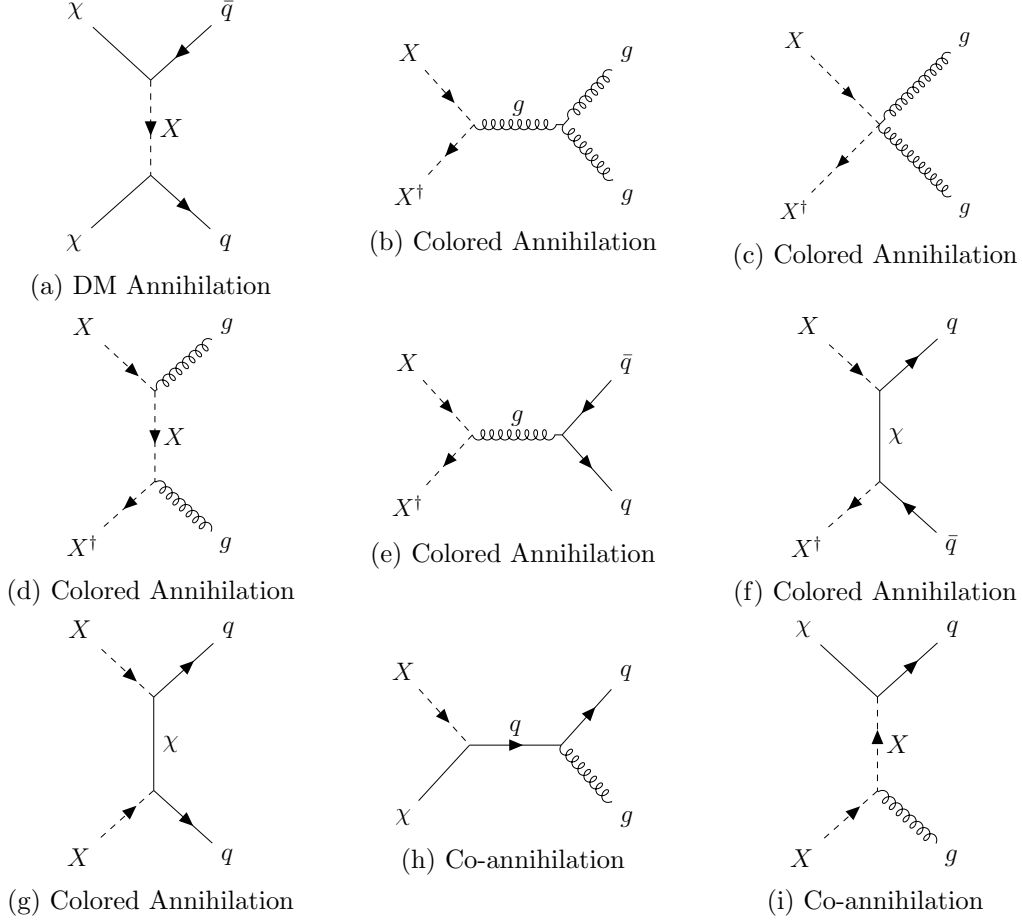 χ
q̄
X
χ
q
(a) DM Annihilation
X
g
g
X†
g
(b) Colored Annihilation
X
g
X†
g
(c) Colored Annihilation
X
g
X
X†
g
(d) Colored Annihilation
X
q̄
g
X†
q
(e) Colored Annihilation
X
q
χ
X†
q̄
(f) Colored Annihilation
X
q
χ
X
q
(g) Colored Annihilation
X
q
q
χ
g
(h) Co-annihilation
χ
q
X
X
g
(i) Co-annihilation